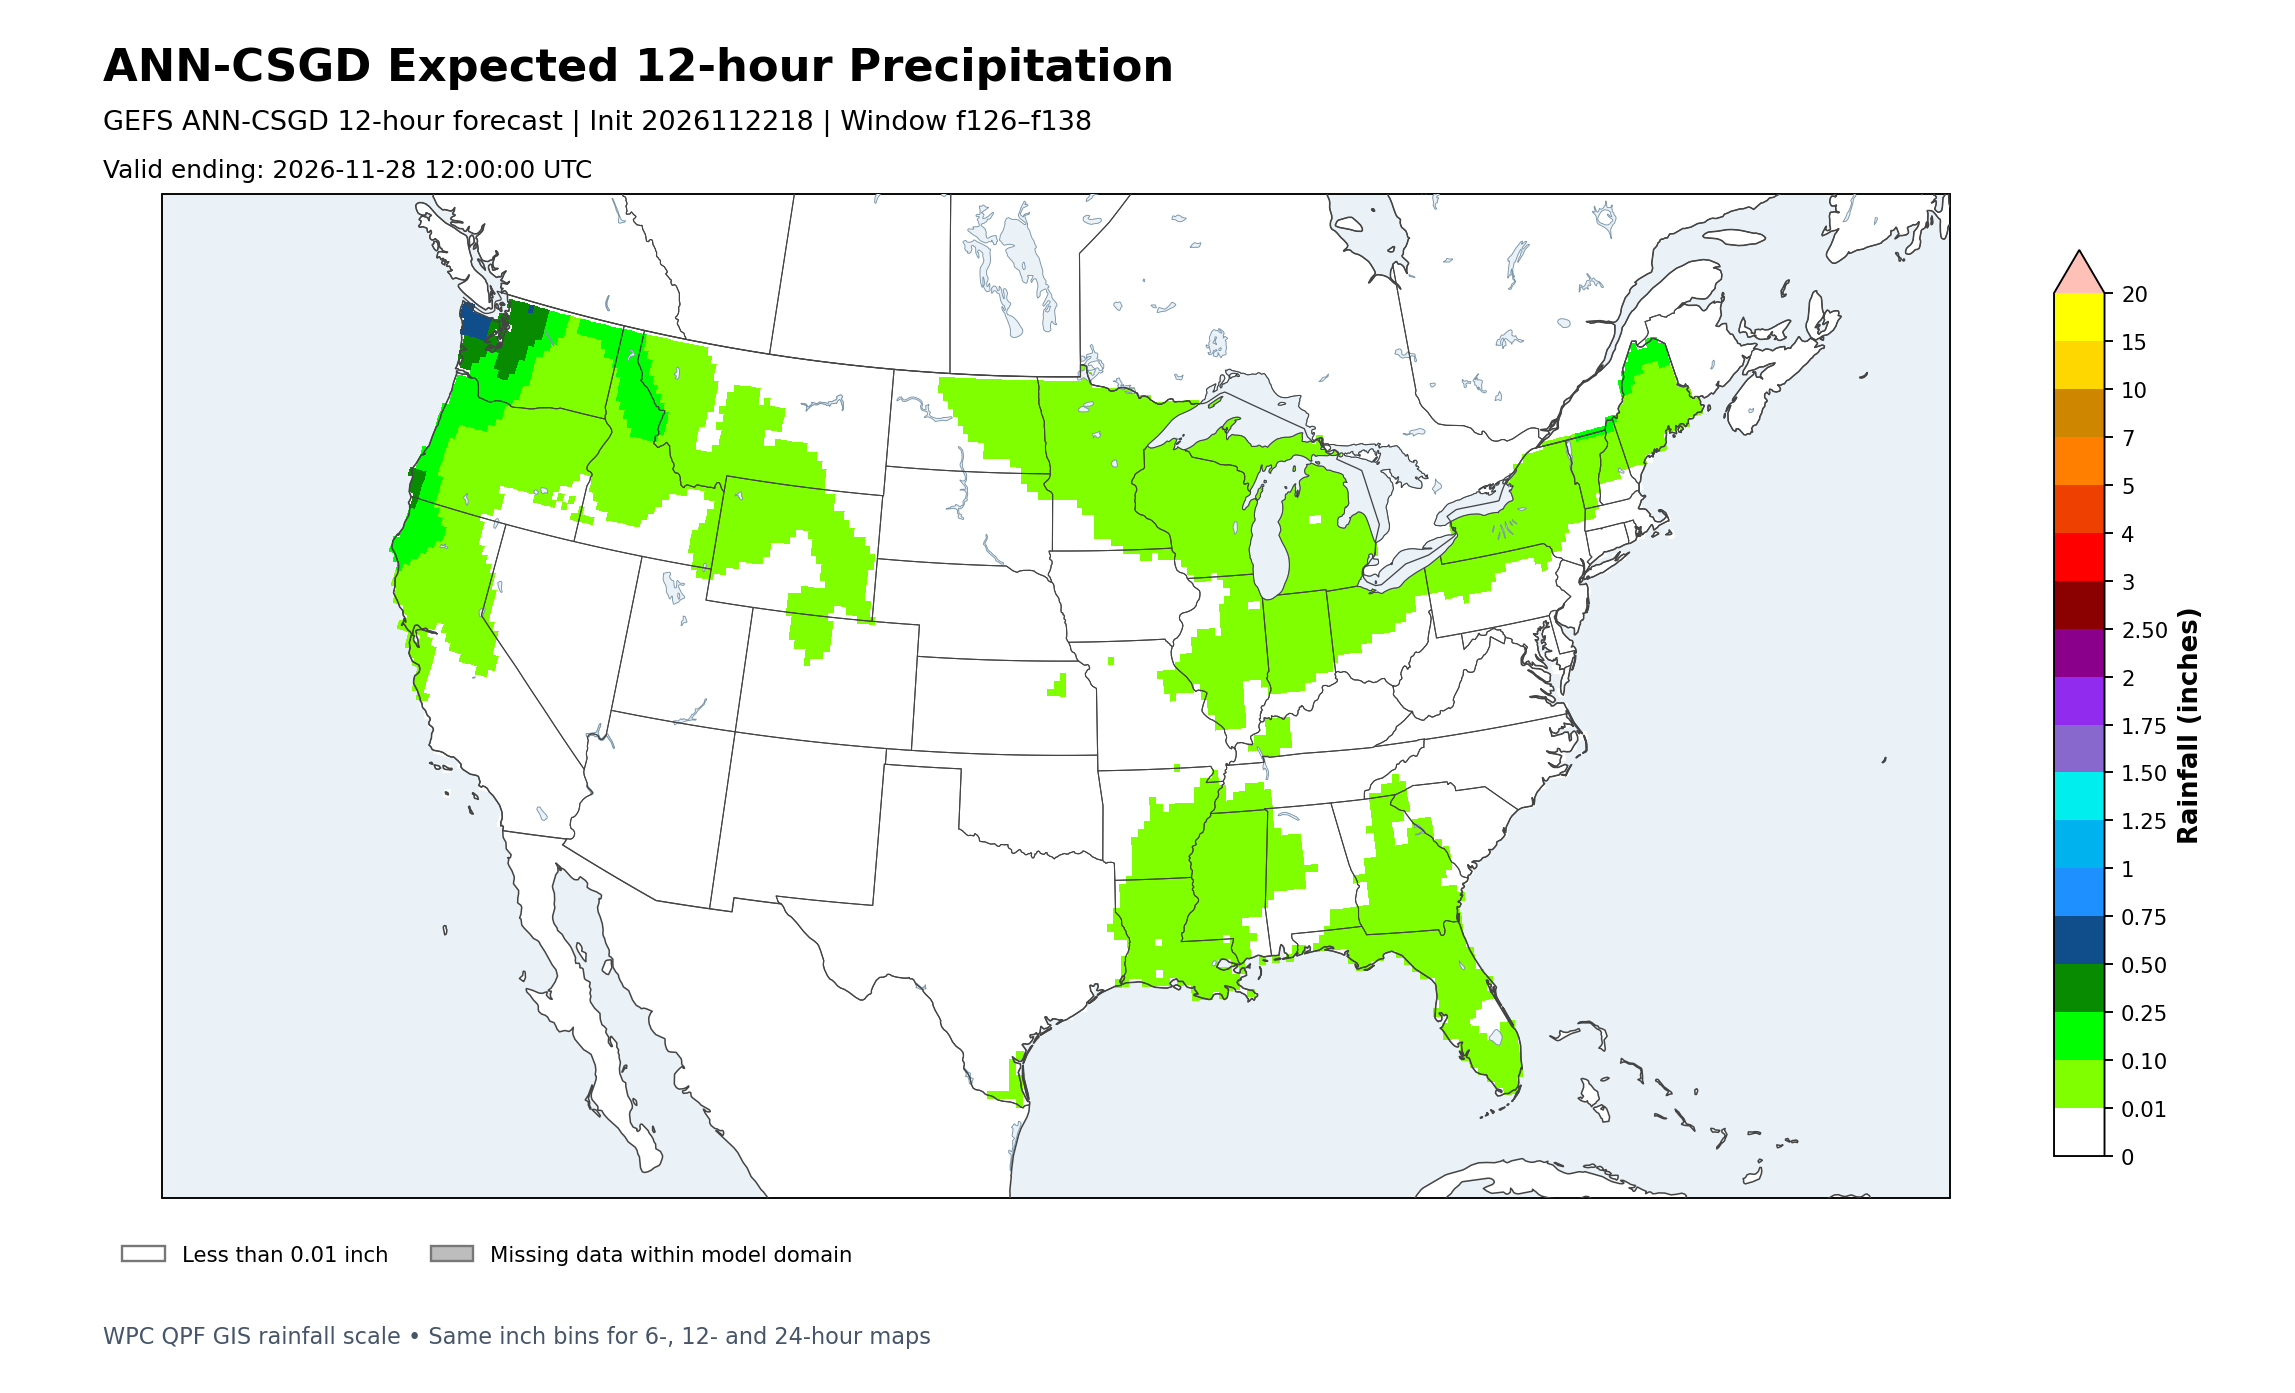 ANN-CSGD Expected 12-hour Precipitation
GEFS ANN-CSGD 12-hour forecast | Init 2026112218 | Window f126–f138
Valid ending: 2026-11-28 12:00:00 UTC
20
15
10
7
5
4
3
2.50
2
1.75
1.50
1.25
1
0.75
0.50
0.25
0.10
0.01
0
Rainfall (inches)
Less than 0.01 inch
Missing data within model domain
WPC QPF GIS rainfall scale • Same inch bins for 6-, 12- and 24-hour maps